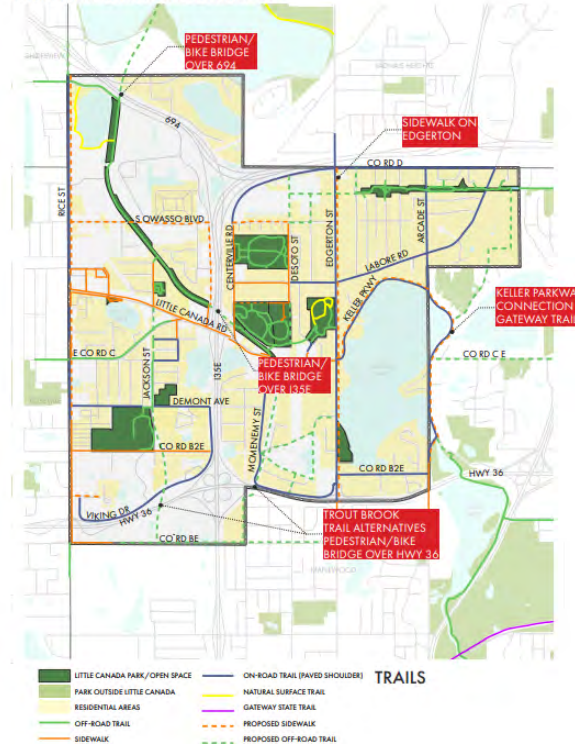 PEDESTRIAN/
BIKE BRIDGE
OVER 694
694
SIDEWALK ON
EDGERTON
CO RD D
RICE ST
S OWASSO BLVD
CENTERVILLE RD
DESOTO ST
EDGERTON ST
ARCADE ST
LABORE RD
KELLER PKWY
KELLER PARKWA
CONNECTION
GATEWAY TRAIL
LITTLE CANADA RD
E CO RD C
CO RD C E
JACKSON ST
I35E
PEDESTRIAN/
BIKE BRIDGE
OVER I35E
DEMONT AVE
MCMENEMY ST
CO RD B2E
CO RD B2E
VIKING DR
HWY 36
HWY 36
TROUT BROOK
TRAIL ALTERNATIVES
PEDESTRIAN/BIKE
BRIDGE OVER HWY 36
CO RD BE
MAPLEWOOD
TRAILS
LITTLE CANADA PARK/OPEN SPACE
PARK OUTSIDE LITTLE CANADA
RESIDENTIAL AREAS
OFF-ROAD TRAIL
SIDEWALK
ON-ROAD TRAIL (PAVED SHOULDER)
NATURAL SURFACE TRAIL
GATEWAY STATE TRAIL
PROPOSED SIDEWALK
PROPOSED OFF-ROAD TRAIL